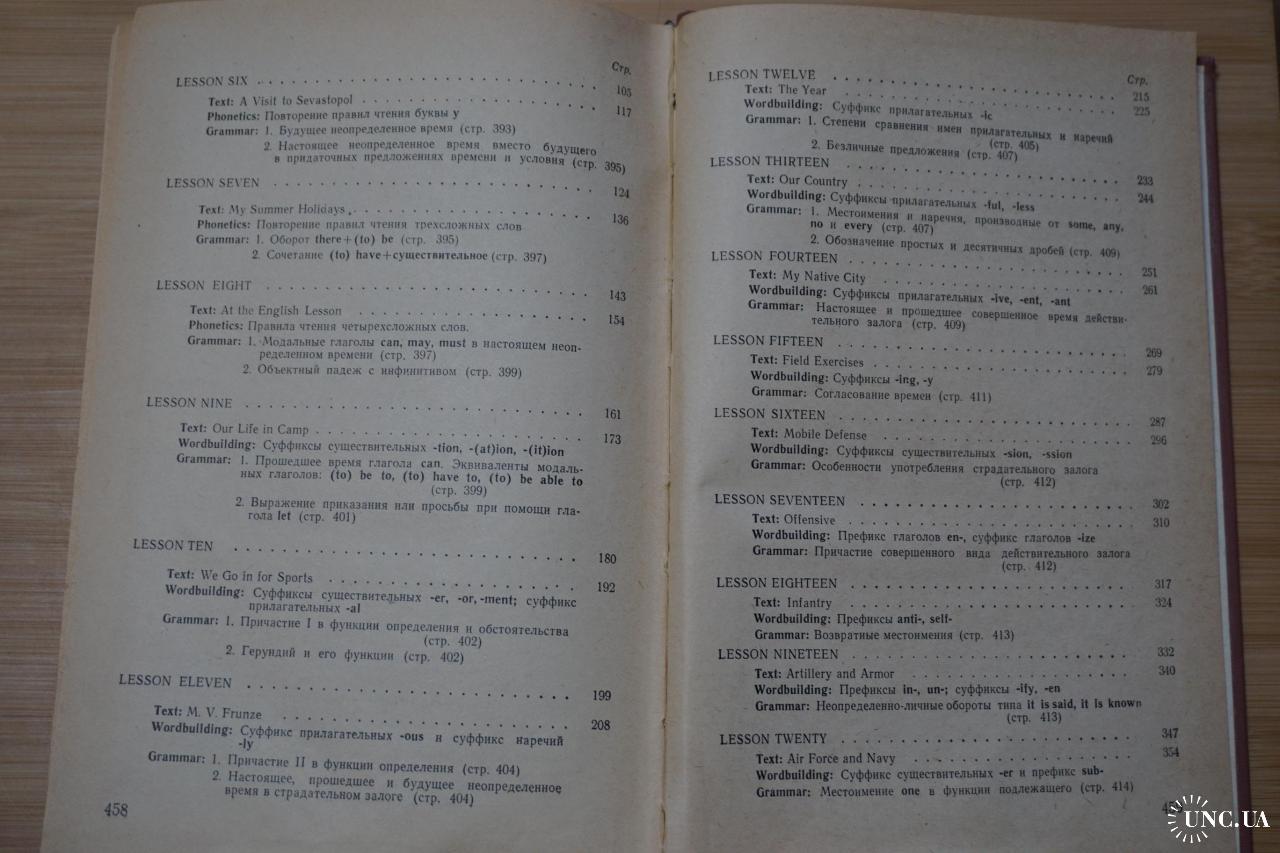 Стр.
LESSON SIX . . . . . . . . . . . . . . . . . . . . 105
Text: A Visit to Sevastopol . . . . . . . . . . . . . . . 117
Phonetics: Повторение правил чтения буквы y
Grammar: 1. Будущее неопределенное время (стр. 393)
2. Настоящее неопределенное время вместо будущего
в придаточных предложениях времени и условия (стр. 395)
LESSON SEVEN . . . . . . . . . . . . . . . . . . . . 124
Text: My Summer Holidays . . . . . . . . . . . . . . . 136
Phonetics: Повторение правил чтения трехсложных слов
Grammar: 1. Оборот there+(to) be (стр. 395)
2. Сочетание (to) have+существительное (стр. 397)
LESSON EIGHT . . . . . . . . . . . . . . . . . . . . 143
Text: At the English Lesson . . . . . . . . . . . . . . . 154
Phonetics: Правила чтения четырехсложных слов.
Grammar: 1. Модальные глаголы can, may, must в настоящем неоп-
ределенном времени (стр. 397)
2. Объектный падеж с инфинитивом (стр. 399)
LESSON NINE . . . . . . . . . . . . . . . . . . . . 161
Text: Our Life in Camp . . . . . . . . . . . . . . . 173
Wordbuilding: Суффиксы существительных -tion, -(at)ion, -(it)ion
Grammar: 1. Прошедшее время глагола can. Эквиваленты модаль-
ных глаголов: (to) be to, (to) have to, (to) be able to
(стр. 399)
2. Выражение приказания или просьбы при помощи гла-
гола let (стр. 401)
LESSON TEN . . . . . . . . . . . . . . . . . . . . 180
Text: We Go in for Sports . . . . . . . . . . . . . . . 192
Wordbuilding: Суффиксы существительных -er, -or, -ment; суффикс
прилагательных -al
Grammar: 1. Причастие I в функции определения и обстоятельства
(стр. 402)
2. Герундий и его функции (стр. 402)
LESSON ELEVEN . . . . . . . . . . . . . . . . . . . . 199
Text: M. V. Frunze . . . . . . . . . . . . . . . 208
Wordbuilding: Суффикс прилагательных -ous и суффикс наречий
-ly
Grammar: 1. Причастие II в функции определения (стр. 404)
2. Настоящее, прошедшее и будущее неопределенное
время в страдательном залоге (стр. 404)
458
Стр.
LESSON TWELVE . . . . . . . . . . . . . . . . . . . . 215
Text: The Year . . . . . . . . . . . . . . . 225
Wordbuilding: Суффикс прилагательных -ic
Grammar: 1. Степени сравнения имен прилагательных и наречий
(стр. 405)
2. Безличные предложения (стр. 407)
LESSON THIRTEEN . . . . . . . . . . . . . . . . . . . . 233
Text: Our Country . . . . . . . . . . . . . . . 244
Wordbuilding: Суффиксы прилагательных -ful, -less
Grammar: 1. Местоимения и наречия, производные от some, any,
no и every (стр. 407)
2. Обозначение простых и десятичных дробей (стр. 409)
LESSON FOURTEEN . . . . . . . . . . . . . . . . . . . . 251
Text: My Native City . . . . . . . . . . . . . . . 261
Wordbuilding: Суффиксы прилагательных -ive, -ent, -ant
Grammar: Настоящее и прошедшее совершенное время действи-
тельного залога (стр. 409)
LESSON FIFTEEN . . . . . . . . . . . . . . . . . . . . 269
Text: Field Exercises . . . . . . . . . . . . . . . 279
Wordbuilding: Суффиксы -ing, -y
Grammar: Согласование времен (стр. 411)
LESSON SIXTEEN . . . . . . . . . . . . . . . . . . . . 287
Text: Mobile Defense . . . . . . . . . . . . . . . 296
Wordbuilding: Суффиксы существительных -sion, -ssion
Grammar: Особенности употребления страдательного залога
(стр. 412)
LESSON SEVENTEEN . . . . . . . . . . . . . . . . . . . . 302
Text: Offensive . . . . . . . . . . . . . . . 310
Wordbuilding: Префикс глаголов en-, суффикс глаголов -ize
Grammar: Причастие совершенного вида действительного залога
(стр. 412)
LESSON EIGHTEEN . . . . . . . . . . . . . . . . . . . . 317
Text: Infantry . . . . . . . . . . . . . . . 324
Wordbuilding: Префиксы anti-, self-
Grammar: Возвратные местоимения (стр. 413)
LESSON NINETEEN . . . . . . . . . . . . . . . . . . . . 332
Text: Artillery and Armor . . . . . . . . . . . . . . . 340
Wordbuilding: Префиксы in-, un-; суффиксы -ify, -en
Grammar: Неопределенно-личные обороты типа it is said, it is known
(стр. 413)
LESSON TWENTY . . . . . . . . . . . . . . . . . . . . 347
Text: Air Force and Navy . . . . . . . . . . . . . . . 354
Wordbuilding: Суффикс существительных -er и префикс sub-
Grammar: Местоимение one в функции подлежащего (стр. 414)
UNC.UA